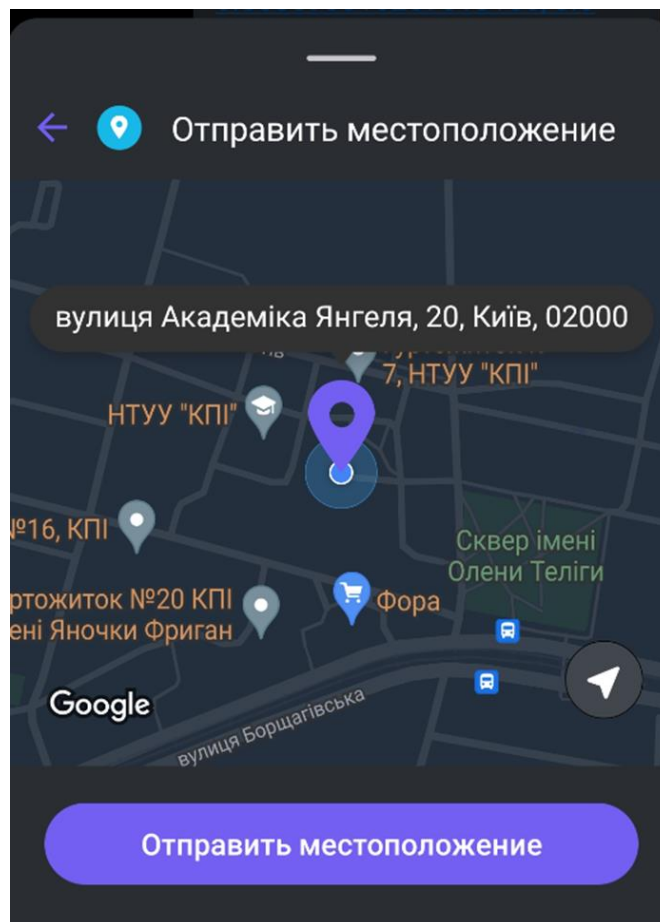 Отправить местоположение
вулиця Академіка Янгеля, 20, Київ, 02000
7, НТУУ "КПІ"
НТУУ "КПІ"
№16, КПІ
Сквер імені
Олени Теліги
ртожиток №20 КПІ
ені Яночки Фриган
Фора
Google
вулиця Борщагівська
Отправить местоположение